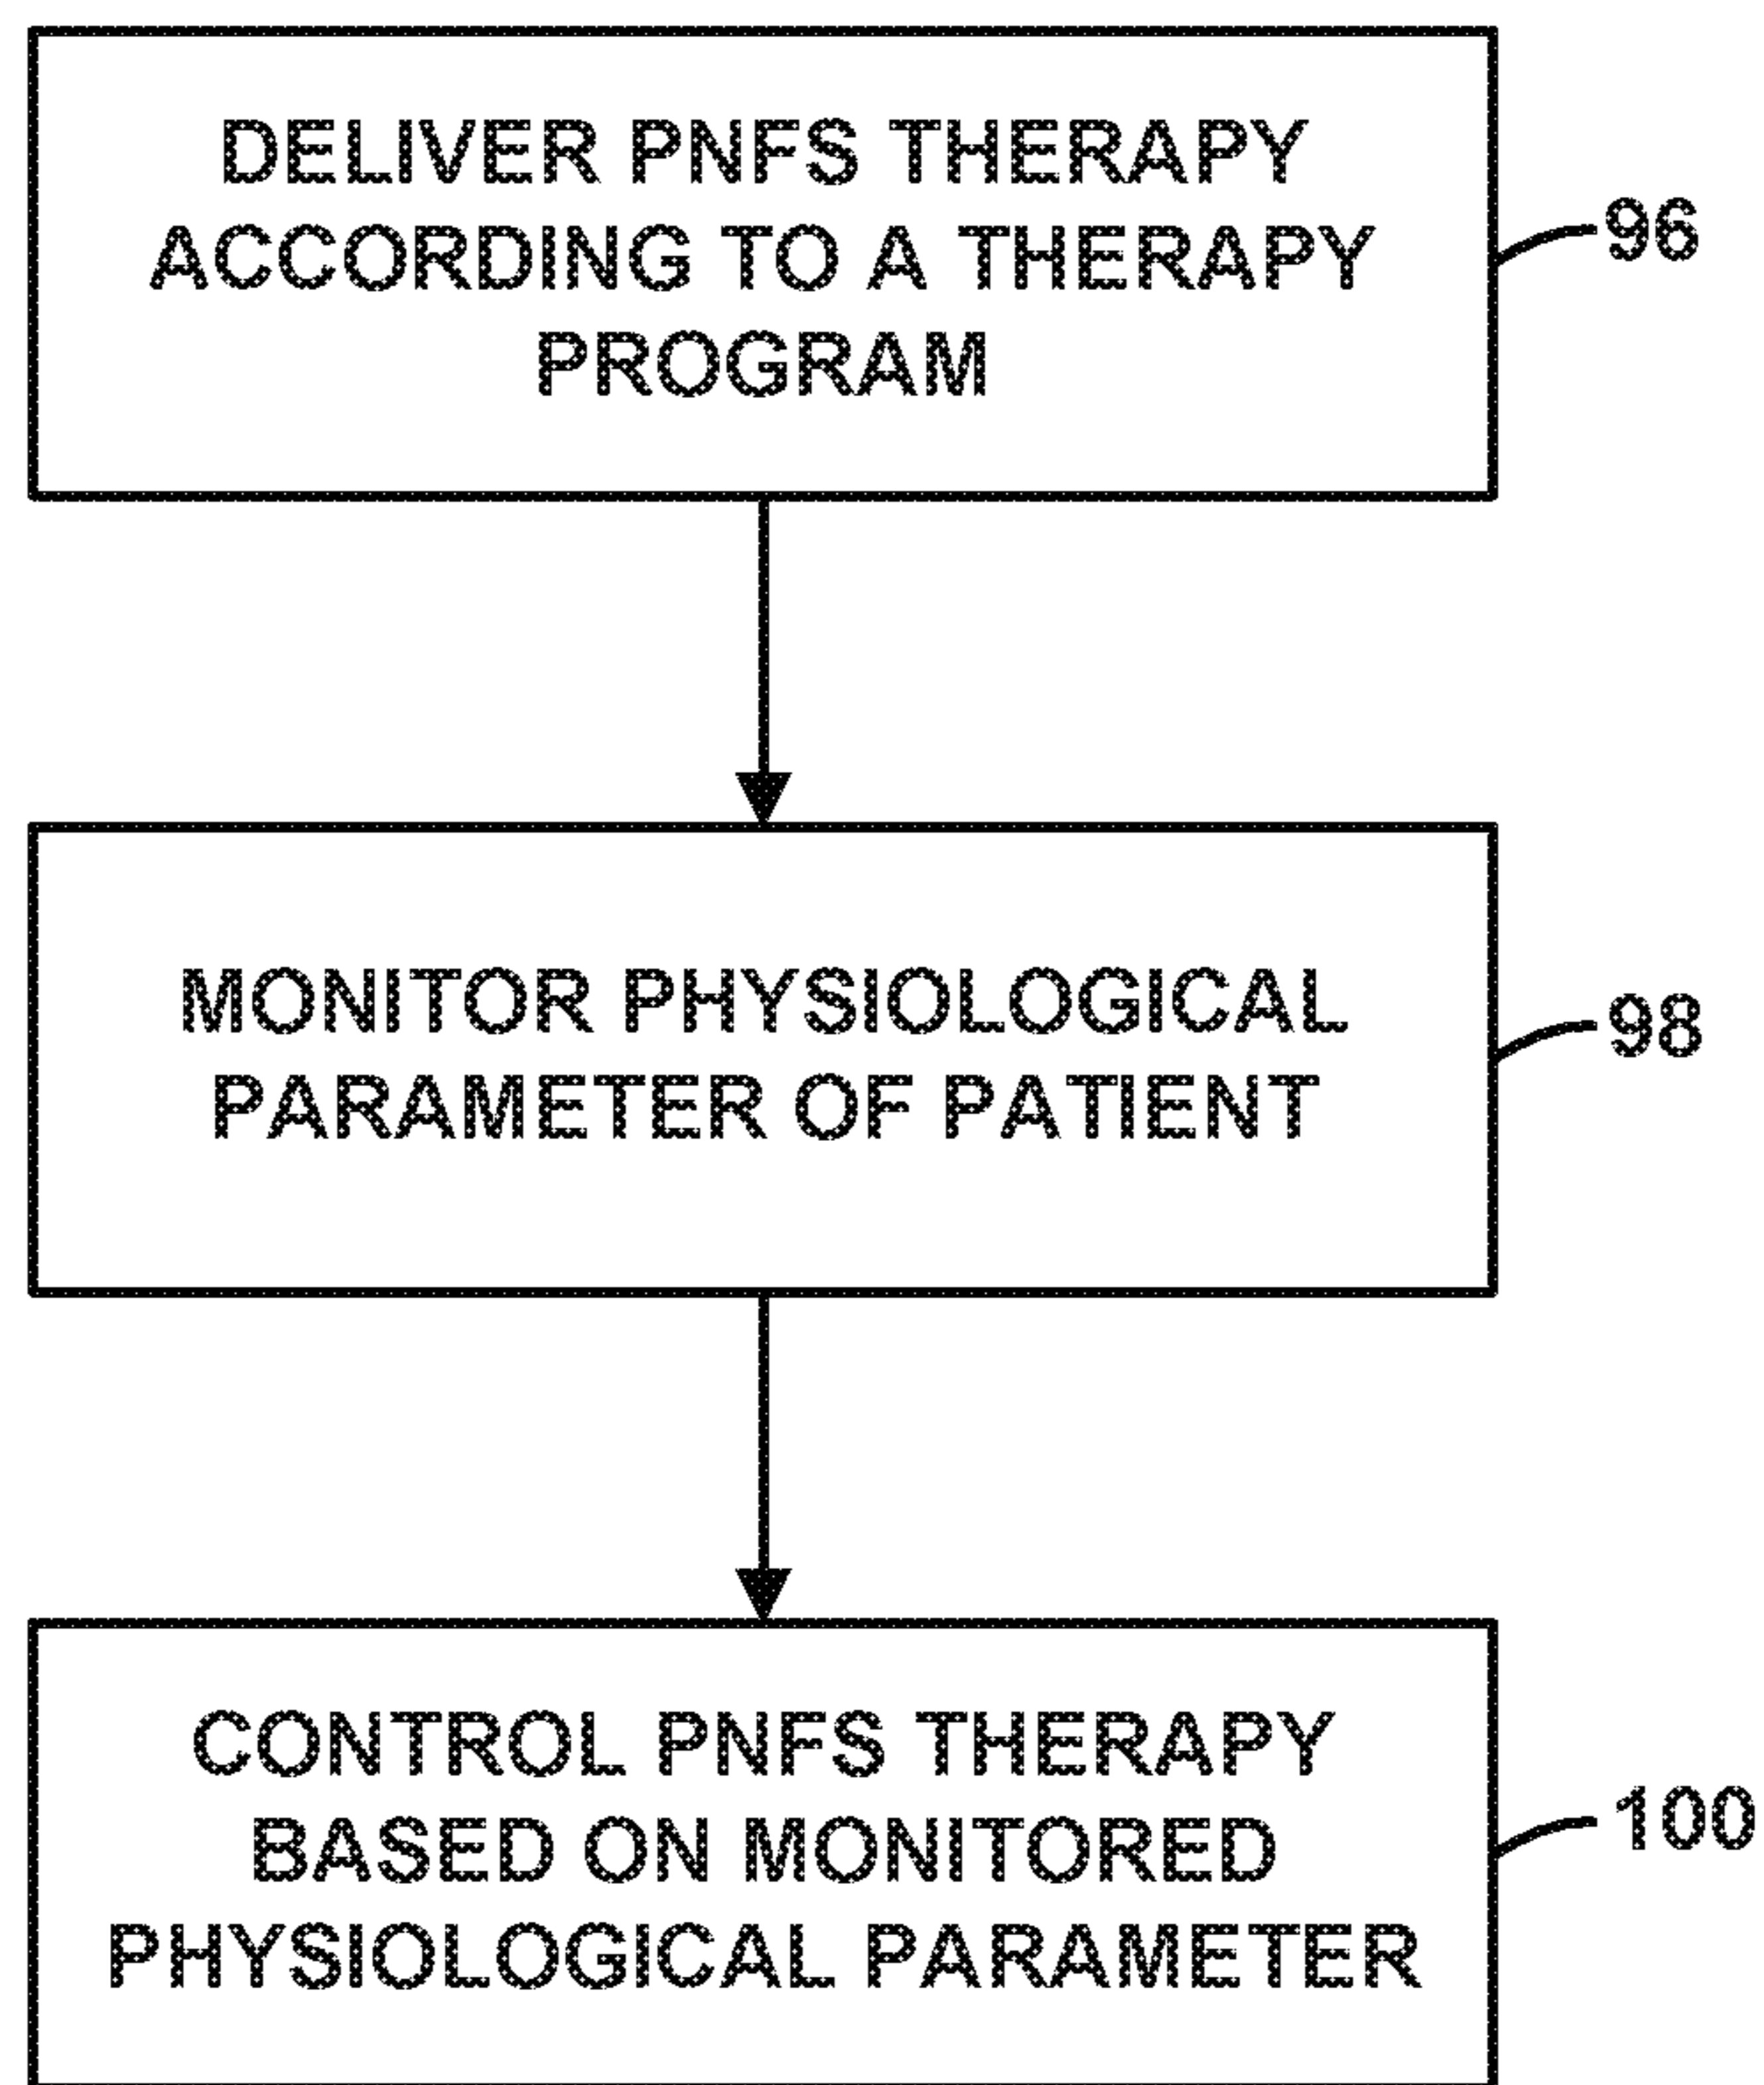 DELIVER PNFS THERAPY
ACCORDING TO A THERAPY
PROGRAM
96
MONITOR PHYSIOLOGICAL
PARAMETER OF PATIENT
98
CONTROL PNFS THERAPY
BASED ON MONITORED
PHYSIOLOGICAL PARAMETER
100